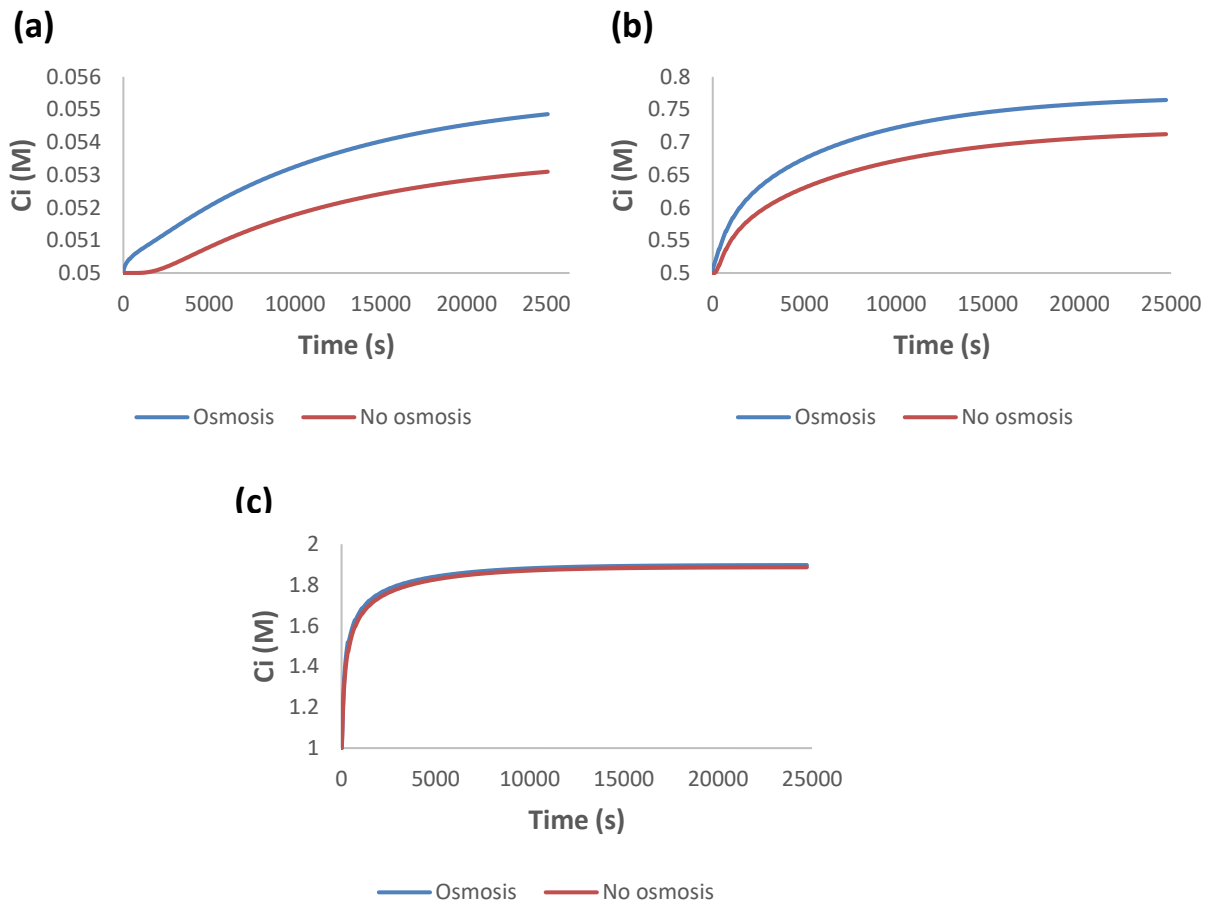 (a)
Ci (M)
0.056
0.055
0.054
0.053
0.052
0.051
0.05
0 5000 10000 15000 20000 2500
Time (s)
Osmosis No osmosis
(b)
Ci (M)
0.8
0.75
0.7
0.65
0.6
0.55
0.5
0 5000 10000 15000 20000 25000
Time (s)
Osmosis No osmosis
(c)
Ci (M)
2
1.8
1.6
1.4
1.2
1
0 5000 10000 15000 20000 25000
Time (s)
Osmosis No osmosis